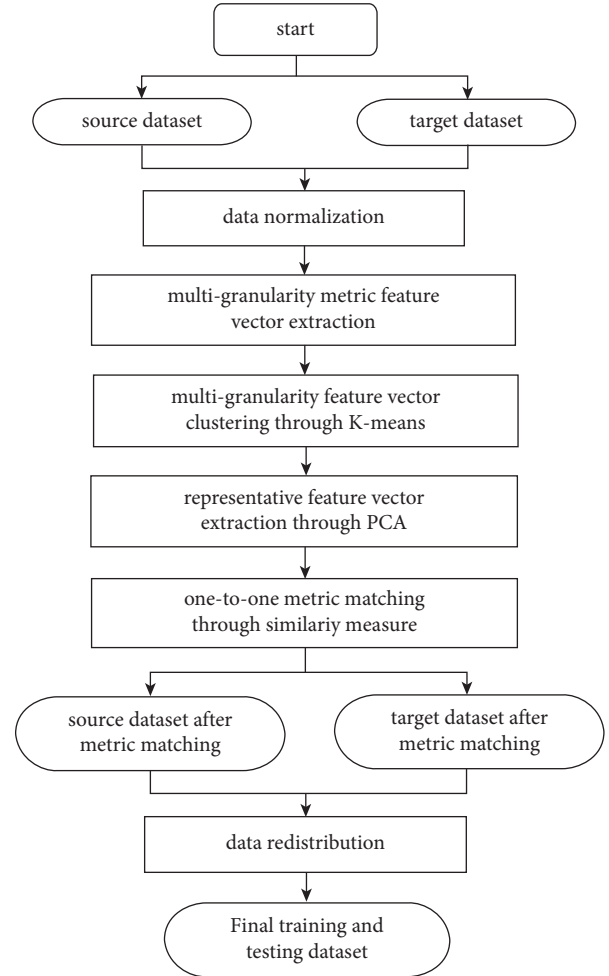 start
source dataset
target dataset
data normalization
multi-granularity metric feature
vector extraction
multi-granularity feature vector
clustering through K-means
representative feature vector
extraction through PCA
one-to-one metric matching
through similariy measure
source dataset after
metric matching
target dataset after
metric matching
data redistribution
Final training and
testing dataset